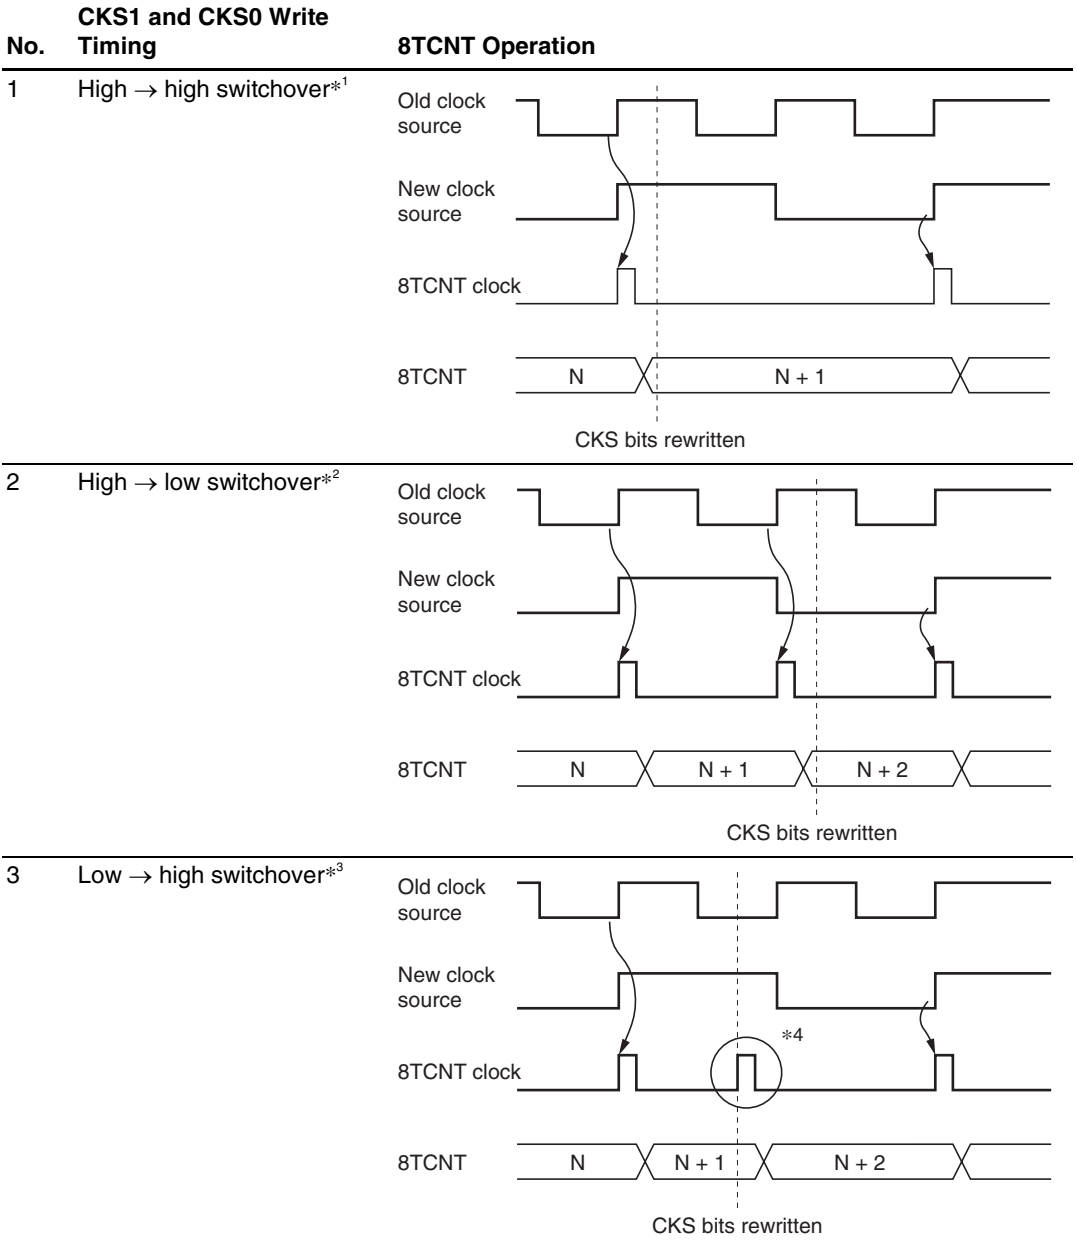 CKS1 and CKS0 Write
No. Timing 8TCNT Operation
1 High → high switchover*1
Old clock
source
New clock
source
8TCNT clock
8TCNT N N + 1
CKS bits rewritten
2 High → low switchover*2
Old clock
source
New clock
source
8TCNT clock
8TCNT N N + 1 N + 2
CKS bits rewritten
3 Low → high switchover*3
Old clock
source
New clock
source
*4
8TCNT clock
8TCNT N N + 1 N + 2
CKS bits rewritten